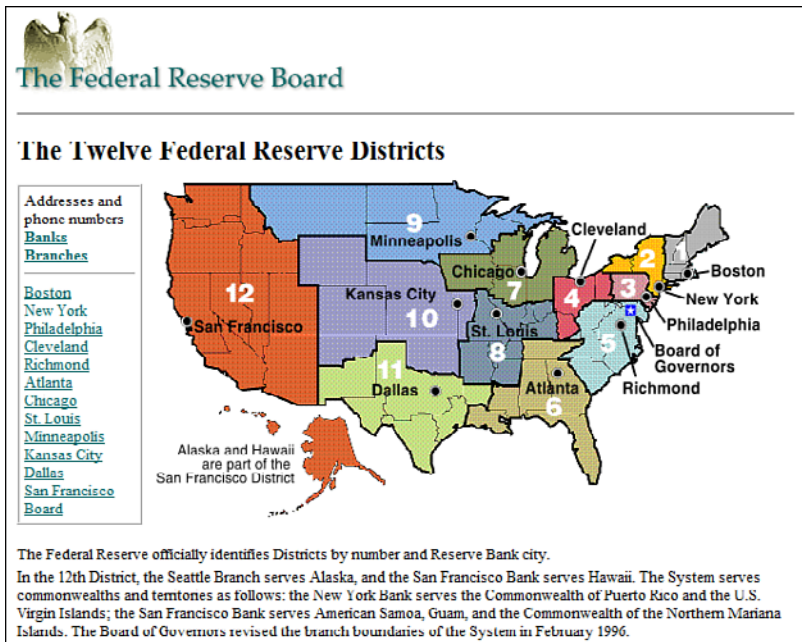 The Federal Reserve Board
The Twelve Federal Reserve Districts
Addresses and
phone numbers
Banks
Branches
Boston
New York
Philadelphia
Cleveland
Richmond
Atlanta
Chicago
St. Louis
Minneapolis
Kansas City
Dallas
San Francisco
Board
9
Minneapolis
Cleveland
1
2
Boston
Chicago
7
12
Kansas City
4
3
New York
San Francisco
10
St. Louis
Philadelphia
5
Board of
Governors
8
11
Dallas
Atlanta
Richmond
6
Alaska and Hawaii
are part of the
San Francisco District
The Federal Reserve officially identifies Districts by number and Reserve Bank city.
In the 12th District, the Seattle Branch serves Alaska, and the San Francisco Bank serves Hawaii. The System serves
commonwealths and territories as follows: the New York Bank serves the Commonwealth of Puerto Rico and the U.S.
Virgin Islands; the San Francisco Bank serves American Samoa, Guam, and the Commonwealth of the Northern Mariana
Islands. The Board of Governors revised the branch boundaries of the System in February 1996.